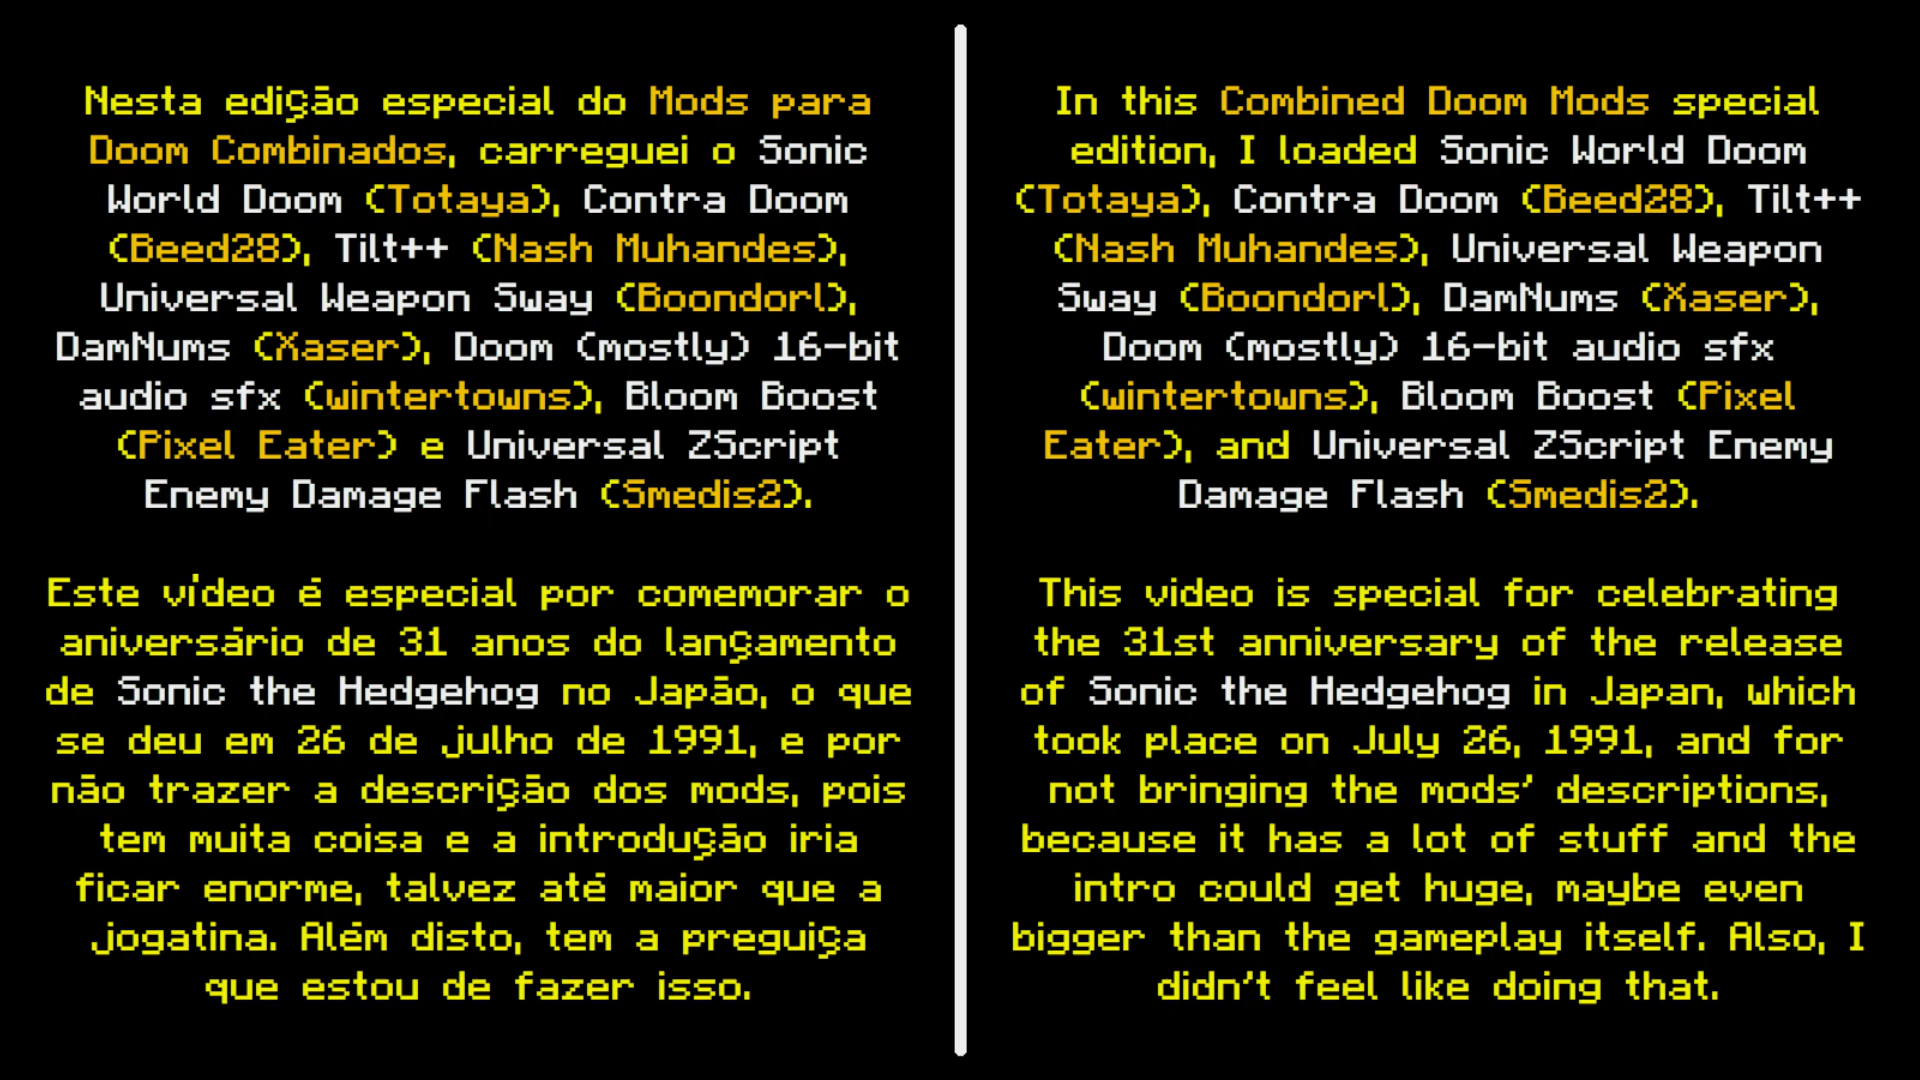 Nesta edição especial do Mods para
Doom Combinados, carreguei o Sonic
World Doom (Totaya), Contra Doom
(Beed28), Tilt++ (Nash Muhandes),
Universal Weapon Sway (Boondorl),
DamNums (Xaser), Doom (mostly) 16-bit
audio sfx (wintertowns), Bloom Boost
(Pixel Eater) e Universal ZScript
Enemy Damage Flash (Smedis2).
Este vídeo é especial por comemorar o
aniversário de 31 anos do lançamento
de Sonic the Hedgehog no Japão, o que
se deu em 26 de julho de 1991, e por
não trazer a descrição dos mods, pois
tem muita coisa e a introdução iria
ficar enorme, talvez até maior que a
jogatina. Além disto, tem a preguiça
que estou de fazer isso.
In this Combined Doom Mods special
edition, I loaded Sonic World Doom
(Totaya), Contra Doom (Beed28), Tilt++
(Nash Muhandes), Universal Weapon
Sway (Boondorl), DamNums (Xaser),
Doom (mostly) 16-bit audio sfx
(wintertowns), Bloom Boost (Pixel
Eater), and Universal ZScript Enemy
Damage Flash (Smedis2).
This video is special for celebrating
the 31st anniversary of the release
of Sonic the Hedgehog in Japan, which
took place on July 26, 1991, and for
not bringing the mods' descriptions,
because it has a lot of stuff and the
intro could get huge, maybe even
bigger than the gameplay itself. Also, I
didn't feel like doing that.